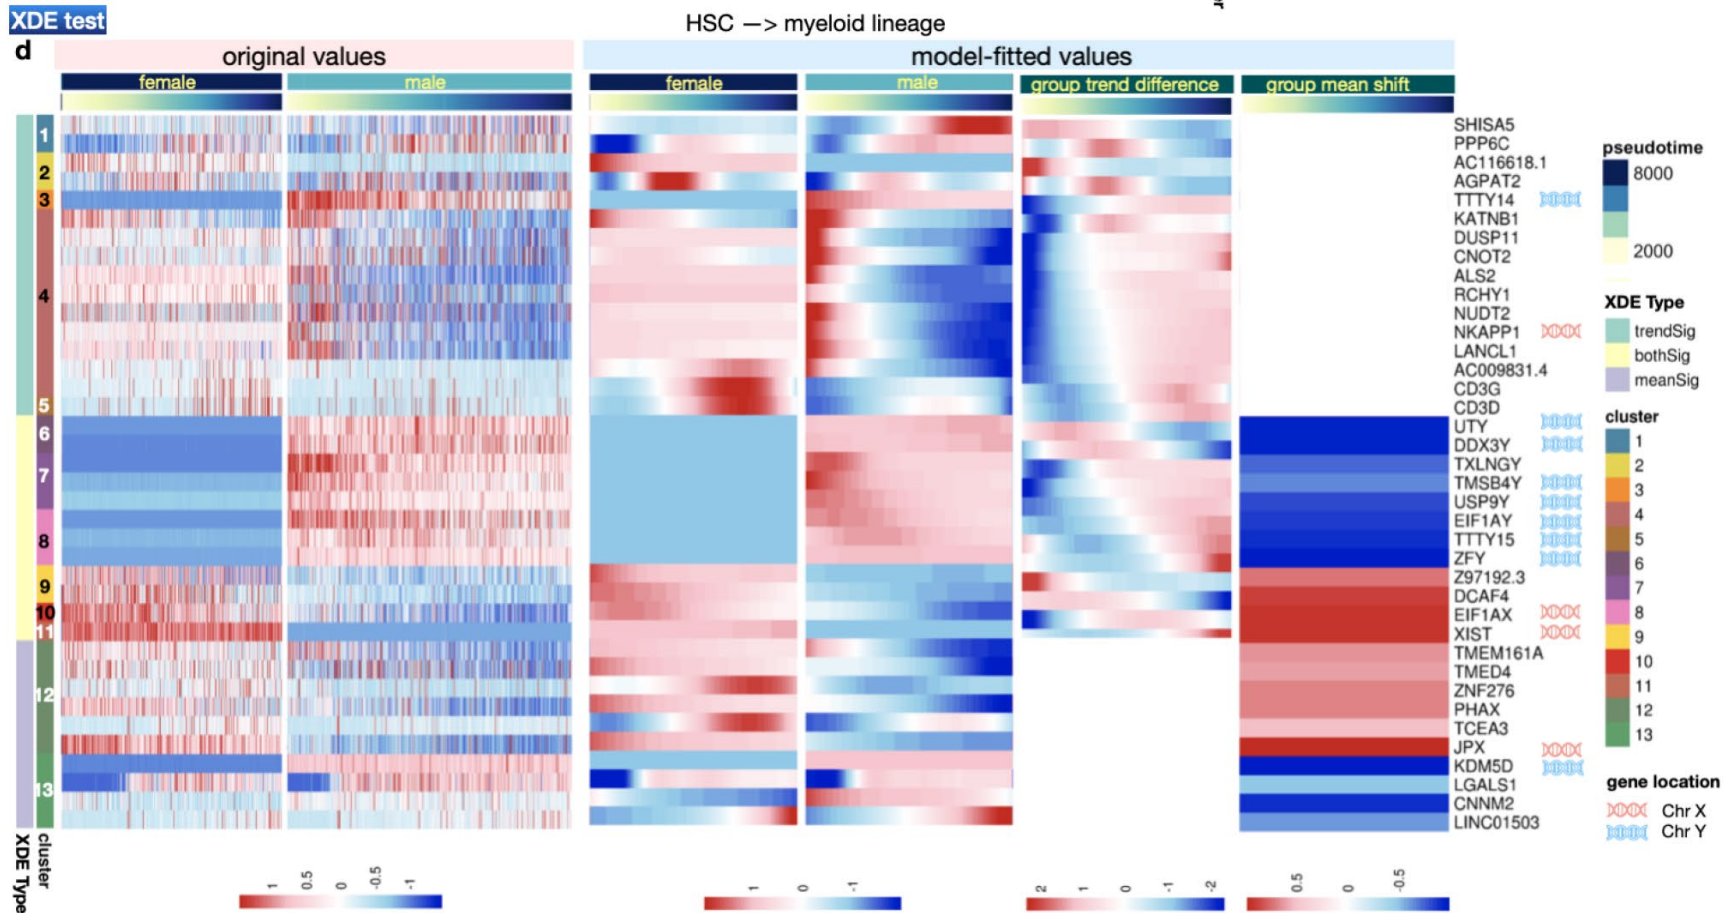 XDE test
HSC —> myeloid lineage
d
original values
model-fitted values
female
male
female
male
group trend difference
group mean shift
1
2
3
4
5
6
7
8
9
10
11
12
13
SHISA5
PPP6C
AC116618.1
AGPAT2
TTTY14
KATNB1
DUSP11
CNOT2
ALS2
RCHY1
NUDT2
NKAPP1
LANCL1
AC009831.4
CD3G
CD3D
UTY
DDX3Y
TXLNGY
TMSB4Y
USP9Y
EIF1AY
TTTY15
ZFY
Z97192.3
DCAF4
EIF1AX
XIST
TMEM161A
TMED4
ZNF276
PHAX
TCEA3
JPX
KDM5D
LGALS1
CNNM2
LINC01503
pseudotime
8000
2000
XDE Type
trendSig
bothSig
meanSig
cluster
1
2
3
4
5
6
7
8
9
10
11
12
13
gene location
Chr X
Chr Y
XDE Type
cluster
1 0.5 0 -0.5 -1
1 0 -1
2 1 0 -1 -2
0.5 0 -0.5